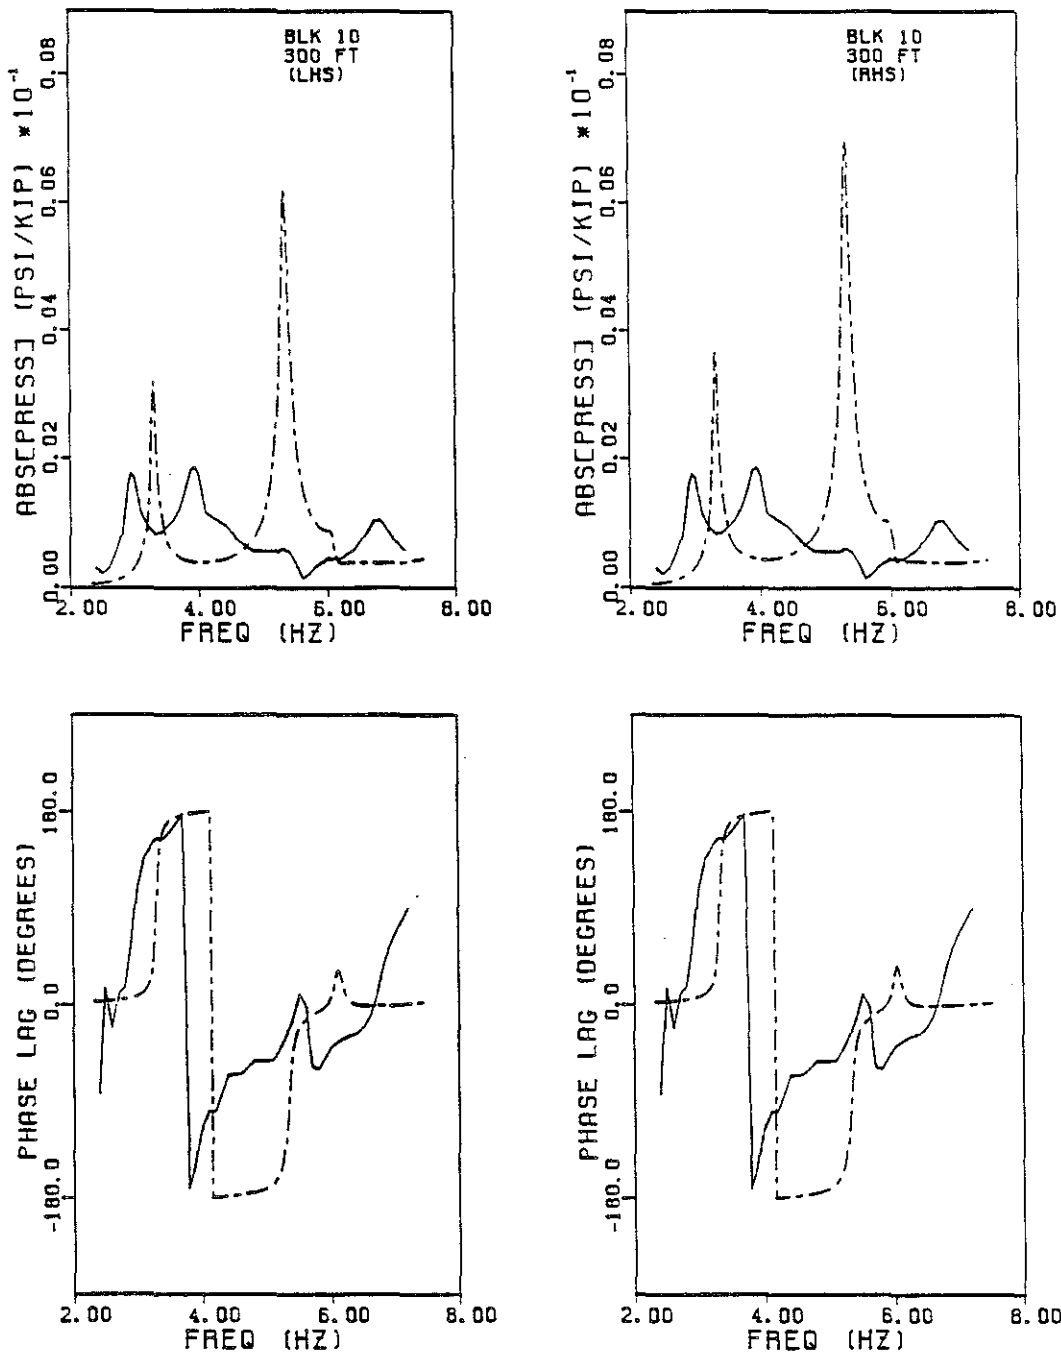 BLK 10
300 FT
(LHS)
ABS[PRESS] (PSI/KIP) *10⁻¹
0.08
0.06
0.04
0.02
0.00
2.00 4.00 6.00 8.00
FREQ (HZ)
BLK 10
300 FT
(RHS)
ABS[PRESS] (PSI/KIP) *10⁻¹
0.08
0.06
0.04
0.02
0.00
2.00 4.00 6.00 8.00
FREQ (HZ)
PHASE LAG (DEGREES)
180.0
0.0
-180.0
2.00 4.00 6.00 8.00
FREQ (HZ)
PHASE LAG (DEGREES)
180.0
0.0
-180.0
2.00 4.00 6.00 8.00
FREQ (HZ)